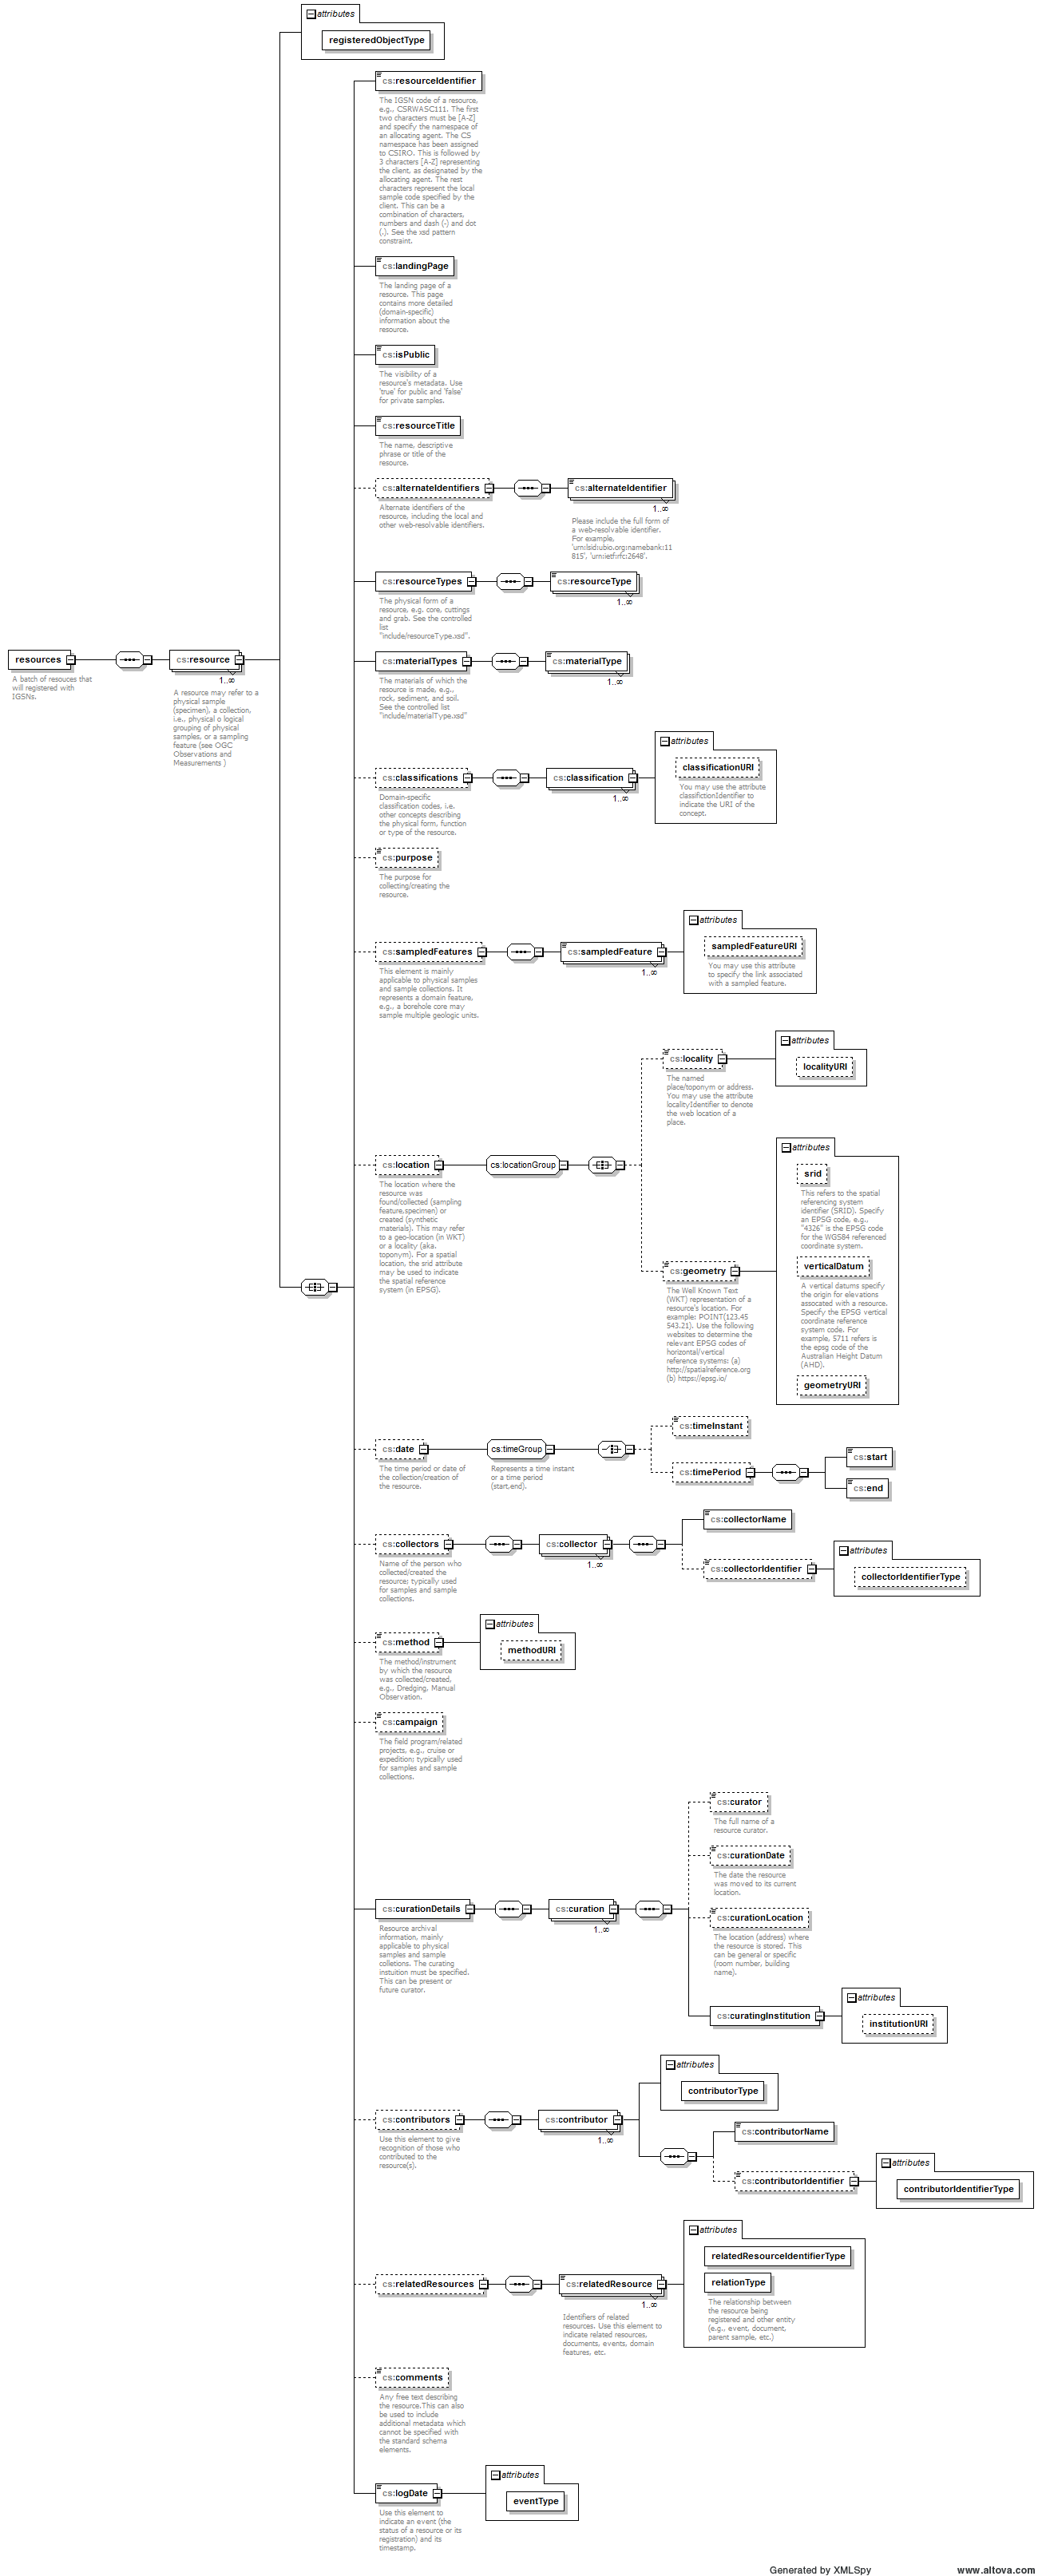 attributes
registeredObjectType
cs:resourceIdentifier
The IGSN code of a resource,
e.g., CSRWASC111. The first
two characters must be [A-Z]
and specify the namespace of
an allocating agent. The CS
namespace has been assigned
to CSIRO. This is followed by
3 characters [A-Z] representing
the client, as designated by the
allocating agent. The rest
characters represent the local
sample code specified by the
client. This can be a
combination of characters,
numbers and dash (-) and dot
(.). See the xsd pattern
constraint.
cs:landingPage
The landing page of a
resource. This page
contains more detailed
(domain-specific)
information about the
resource.
cs:isPublic
The visibility of a
resource's metadata. Use
'true' for public and 'false'
for private samples.
cs:resourceTitle
The name, descriptive
phrase or title of the
resource.
cs:alternateIdentifiers
Alternate identifiers of the
resource, including the local and
other web-resolvable identifiers.
cs:alternateIdentifier
1..∞
Please include the full form of
a web-resolvable identifier.
For example,
'urn:lsid:ubio.org:namebank:11
815', 'urn:ietf:rfc:2648'.
cs:resourceTypes
The physical form of a
resource, e.g. core, cuttings
and grab. See the controlled
list
"include/resourceType.xsd".
cs:resourceType
1..∞
resources
A batch of resouces that
will registered with
IGSNs.
cs:resource
1..∞
A resource may refer to a
physical sample
(specimen), a collection,
i.e., physical o logical
grouping of physical
samples, or a sampling
feature (see OGC
Observations and
Measurements )
cs:materialTypes
The materials of which the
resource is made, e.g.,
rock, sediment, and soil.
See the controlled list
"include/materialType.xsd"
cs:materialType
1..∞
cs:classifications
Domain-specific
classification codes, i.e.
other concepts describing
the physical form, function
or type of the resource.
cs:classification
1..∞
attributes
classificationURI
You may use the attribute
classifictionIdentifier to
indicate the URI of the
concept.
cs:purpose
The purpose for
collecting/creating the
resource.
cs:sampledFeatures
This element is mainly
applicable to physical samples
and sample collections. It
represents a domain feature,
e.g., a borehole core may
sample multiple geologic units.
cs:sampledFeature
1..∞
attributes
sampledFeatureURI
You may use this attribute
to specify the link associated
with a sampled feature.
cs:location
The location where the
resource was
found/collected (sampling
feature,specimen) or
created (synthetic
materials). This may refer
to a geo-location (in WKT)
or a locality (aka.
toponym). For a spatial
location, the srid attribute
may be used to indicate
the spatial reference
system (in EPSG).
cs:locationGroup
cs:locality
The named
place/toponym or address.
You may use the attribute
localityIdentifier to denote
the web location of a
place.
attributes
localityURI
cs:geometry
The Well Known Text
(WKT) representation of a
resource's location. For
example: POINT(123.45
543.21). Use the following
websites to determine the
relevant EPSG codes of
horizontal/vertical
reference systems: (a)
http://spatialreference.org
(b) https://epsg.io/
attributes
srid
This refers to the spatial
referencing system
identifier (SRID). Specify
an EPSG code, e.g.,
"4326" is the EPSG code
for the WGS84 referenced
coordinate system.
verticalDatum
A vertical datums specify
the origin for elevations
assocated with a resource.
Specify the EPSG vertical
coordinate reference
system code. For
example, 5711 refers is
the epsg code of the
Australian Height Datum
(AHD).
geometryURI
cs:date
The time period or date of
the collection/creation of
the resource.
cs:timeGroup
Represents a time instant
or a time period
(start,end).
cs:timeInstant
cs:timePeriod
cs:start
cs:end
cs:collectors
Name of the person who
collected/created the
resource; typically used
for samples and sample
collections.
cs:collector
1..∞
cs:collectorName
cs:collectorIdentifier
attributes
collectorIdentifierType
cs:method
The method/instrument
by which the resource
was collected/created,
e.g., Dredging, Manual
Observation.
attributes
methodURI
cs:campaign
The field program/related
projects, e.g., cruise or
expedition; typically used
for samples and sample
collections.
cs:curationDetails
Resource archival
information, mainly
applicable to physical
samples and sample
colletions. The curating
instuition must be specified.
This can be present or
future curator.
cs:curation
1..∞
cs:curator
The full name of a
resource curator.
cs:curationDate
The date the resource
was moved to its current
location.
cs:curationLocation
The location (address) where
the resource is stored. This
can be general or specific
(room number, building
name).
cs:curatingInstitution
attributes
institutionURI
cs:contributors
Use this element to give
recognition of those who
contributed to the
resource(s).
cs:contributor
1..∞
attributes
contributorType
cs:contributorName
cs:contributorIdentifier
attributes
contributorIdentifierType
cs:relatedResources
cs:relatedResource
1..∞
Identifiers of related
resources. Use this element to
indicate related resources,
documents, events, domain
features, etc.
attributes
relatedResourceIdentifierType
relationType
The relationship between
the resource being
registered and other entity
(e.g., event, document,
parent sample, etc.)
cs:comments
Any free text describing
the resource.This can also
be used to include
additional metadata which
cannot be specified with
the standard schema
elements.
cs:logDate
Use this element to
indicate an event (the
status of a resource or its
registration) and its
timestamp.
attributes
eventType
Generated by XMLSpy
www.altova.com